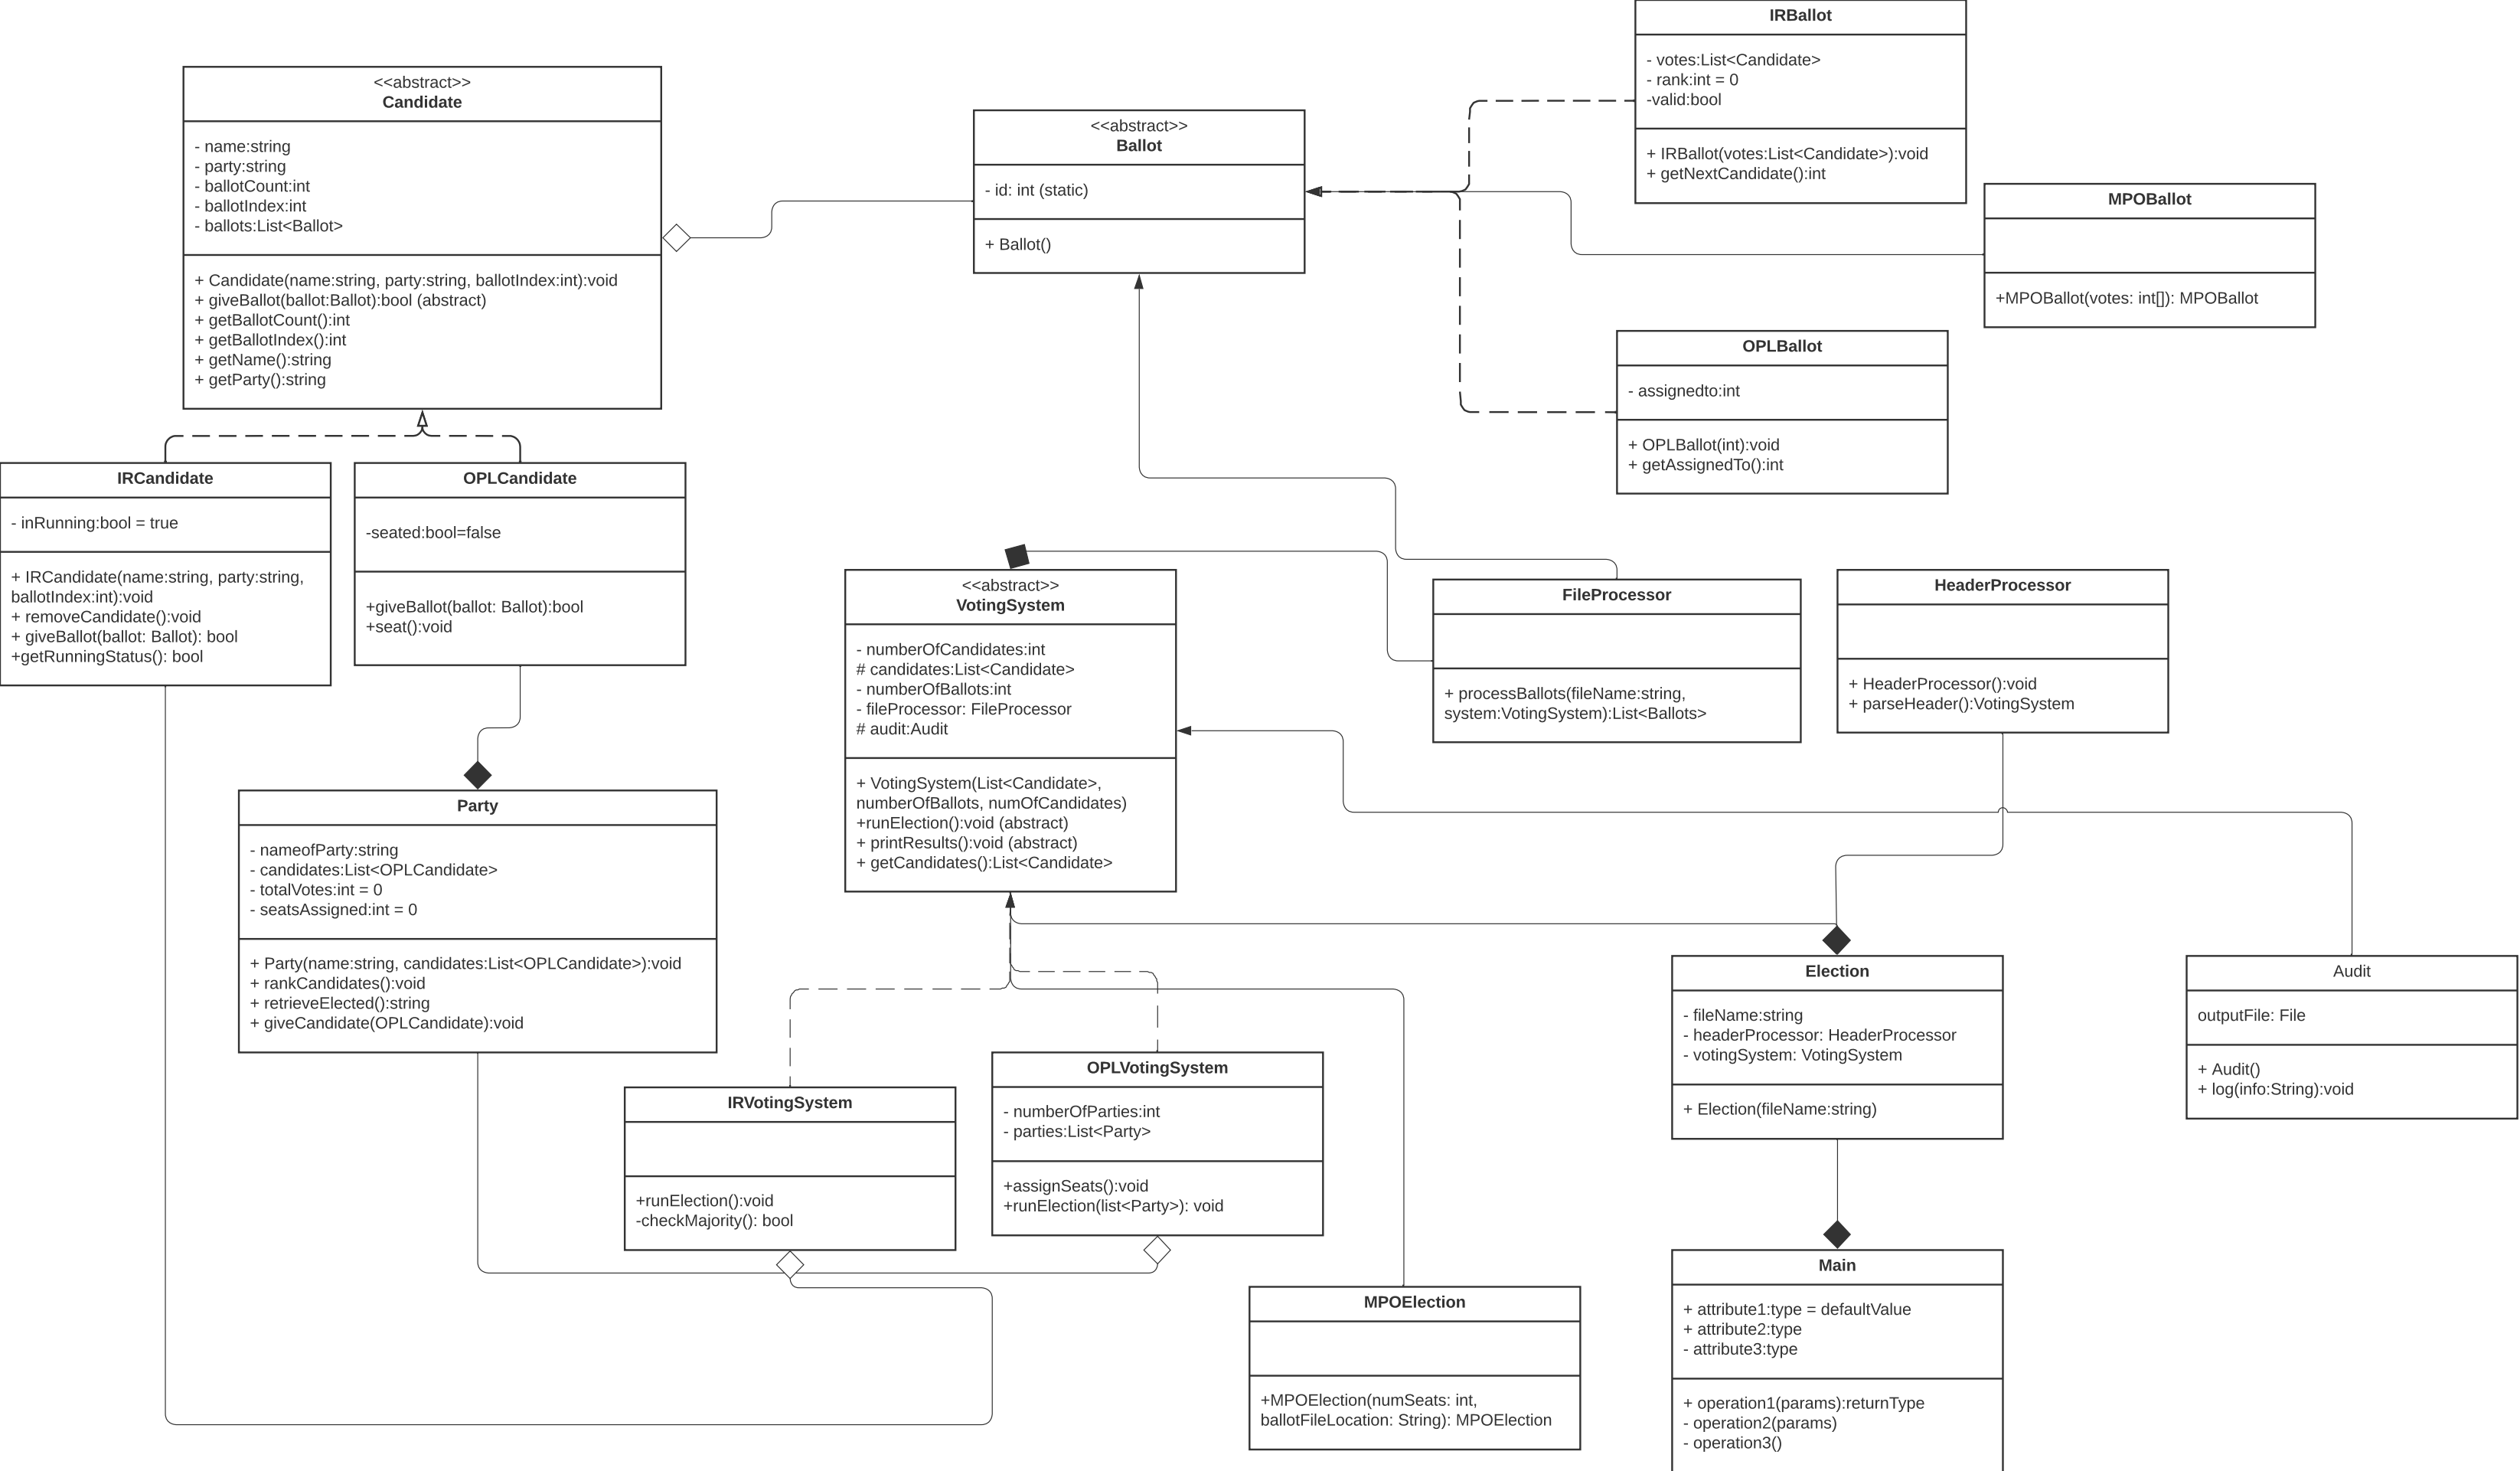 IRBallot
- votes:List<Candidate>
- rank:int = 0
-valid:bool
+ IRBallot(votes:List<Candidate>):void
+ getNextCandidate():int
<<abstract>>
Candidate
- name:string
- party:string
- ballotCount:int
- ballotIndex:int
- ballots:List<Ballot>
+ Candidate(name:string, party:string, ballotIndex:int):void
+ giveBallot(ballot:Ballot):bool (abstract)
+ getBallotCount():int
+ getBallotIndex():int
+ getName():string
+ getParty():string
<<abstract>>
Ballot
- id: int (static)
+ Ballot()
MPOBallot
+MPOBallot(votes: int[]): MPOBallot
OPLBallot
- assignedto:int
+ OPLBallot(int):void
+ getAssignedTo():int
IRCandidate
- inRunning:bool = true
+ IRCandidate(name:string, party:string,
ballotIndex:int):void
+ removeCandidate():void
+ giveBallot(ballot: Ballot): bool
+getRunningStatus(): bool
OPLCandidate
-seated:bool=false
+giveBallot(ballot: Ballot):bool
+seat():void
<<abstract>>
VotingSystem
- numberOfCandidates:int
# candidates:List<Candidate>
- numberOfBallots:int
- fileProcessor: FileProcessor
# audit:Audit
+ VotingSystem(List<Candidate>,
numberOfBallots, numOfCandidates)
+runElection():void (abstract)
+ printResults():void (abstract)
+ getCandidates():List<Candidate>
FileProcessor
+ processBallots(fileName:string,
system:VotingSystem):List<Ballots>
HeaderProcessor
+ HeaderProcessor():void
+ parseHeader():VotingSystem
Party
- nameofParty:string
- candidates:List<OPLCandidate>
- totalVotes:int = 0
- seatsAssigned:int = 0
+ Party(name:string, candidates:List<OPLCandidate>):void
+ rankCandidates():void
+ retrieveElected():string
+ giveCandidate(OPLCandidate):void
Election
- fileName:string
- headerProcessor: HeaderProcessor
- votingSystem: VotingSystem
+ Election(fileName:string)
Audit
outputFile: File
+ Audit()
+ log(info:String):void
IRVotingSystem
+runElection():void
-checkMajority(): bool
OPLVotingSystem
- numberOfParties:int
- parties:List<Party>
+assignSeats():void
+runElection(list<Party>): void
MPOElection
+MPOElection(numSeats: int,
ballotFileLocation: String): MPOElection
Main
+ attribute1:type = defaultValue
+ attribute2:type
- attribute3:type
+ operation1(params):returnType
- operation2(params)
- operation3()